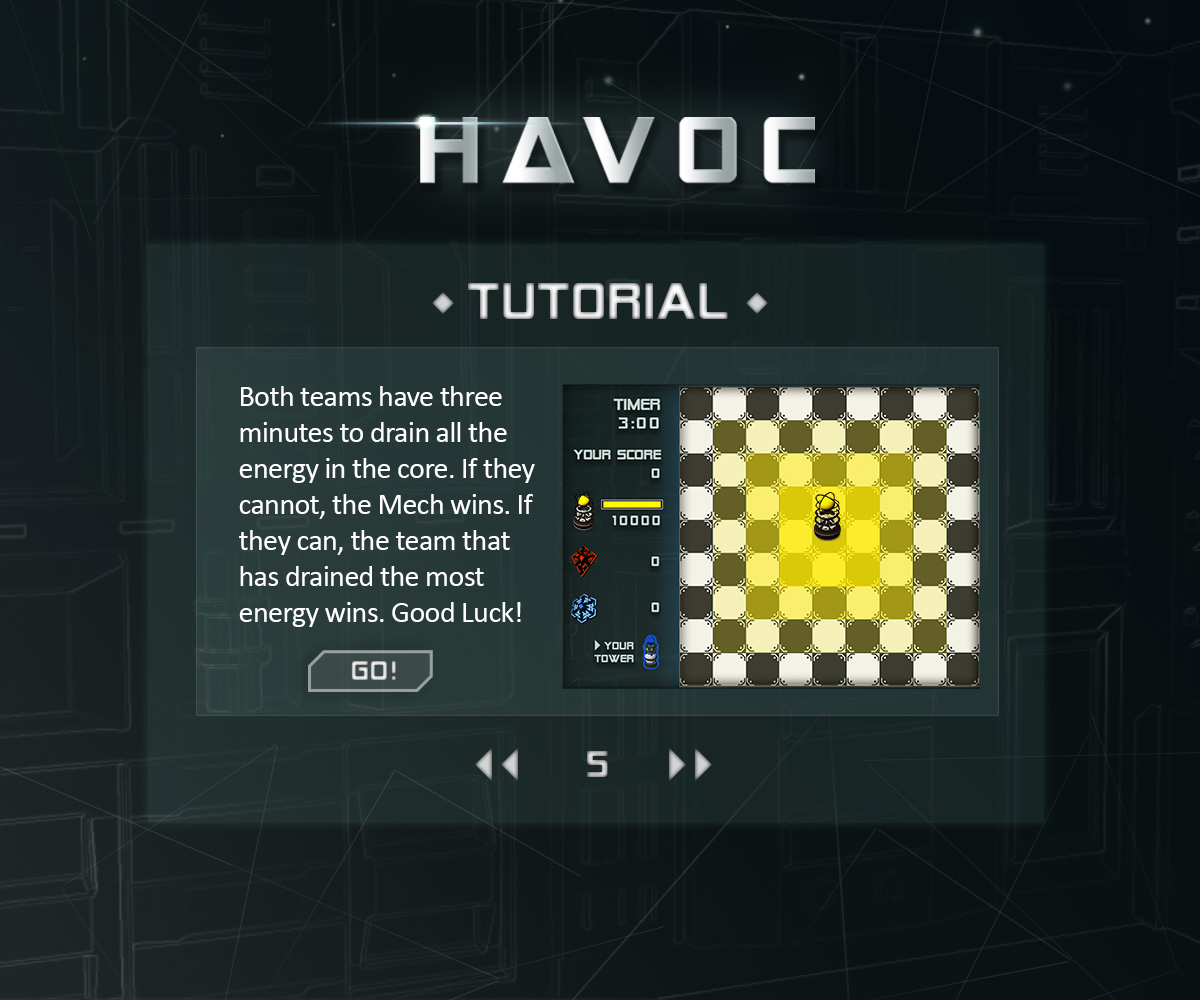 HAVOC
TUTORIAL
Both teams have three
minutes to drain all the
energy in the core. If they
cannot, the Mech wins. If
they can, the team that
has drained the most
energy wins. Good Luck!
GO!
TIMER
3:00
YOUR SCORE
0
10000
0
0
YOUR
TOWER
5